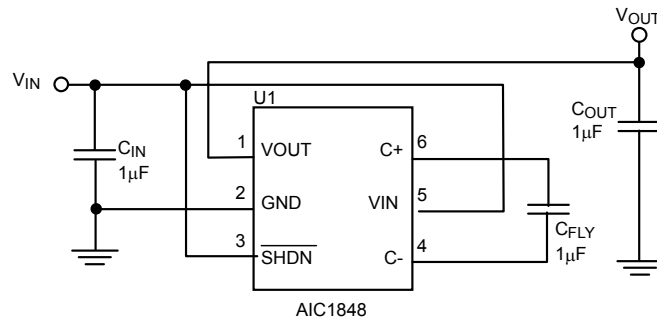 VOUT
VIN
U1
COUT
1μF
1 VOUT C+ 6
CIN
1μF
2 GND VIN 5
CFLY
1μF
3 SHDN C- 4
AIC1848